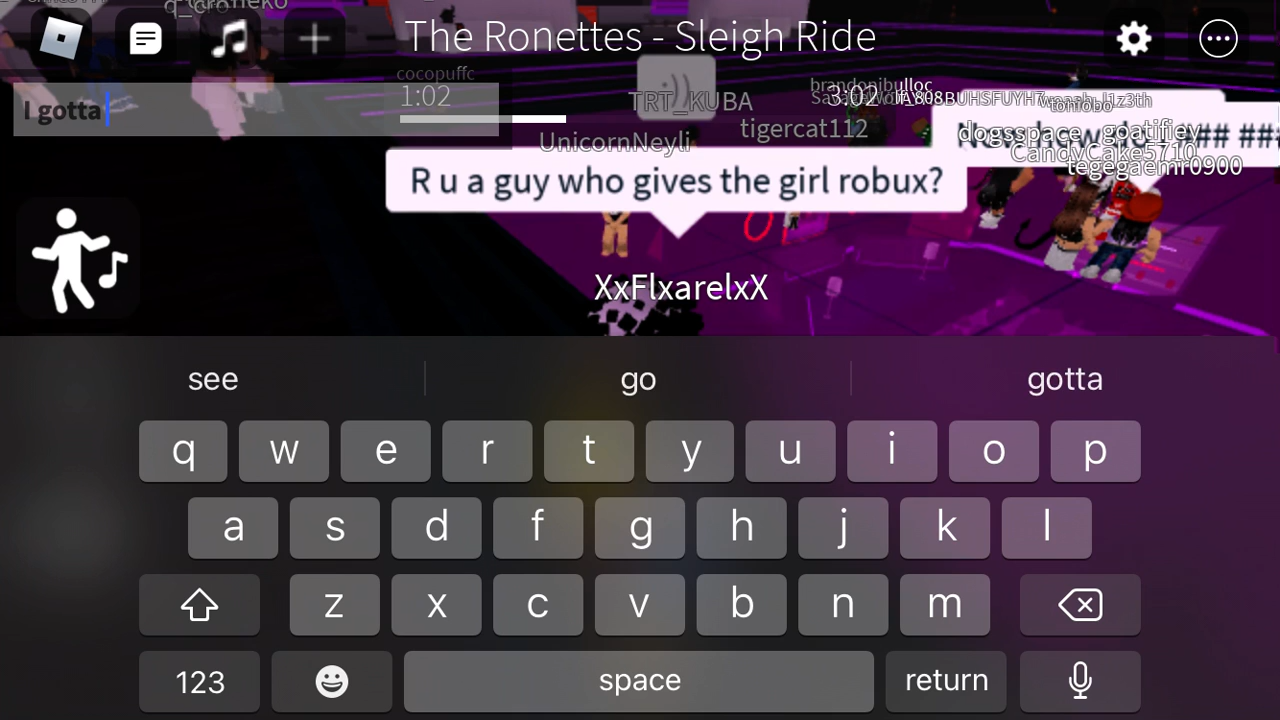 The Ronettes - Sleigh Ride
cocopuffc
1:02
3:02
I gotta
TRT_KUBA
tigercat112
UnicornNeyli
dogsspace
goatifiev
CandyCake5710
tegegaemr0900
R u a guy who gives the girl robux?
XxFlxarelxX
see go gotta
q w e r t y u i o p
a s d f g h j k l
z x c v b n m
123 space return